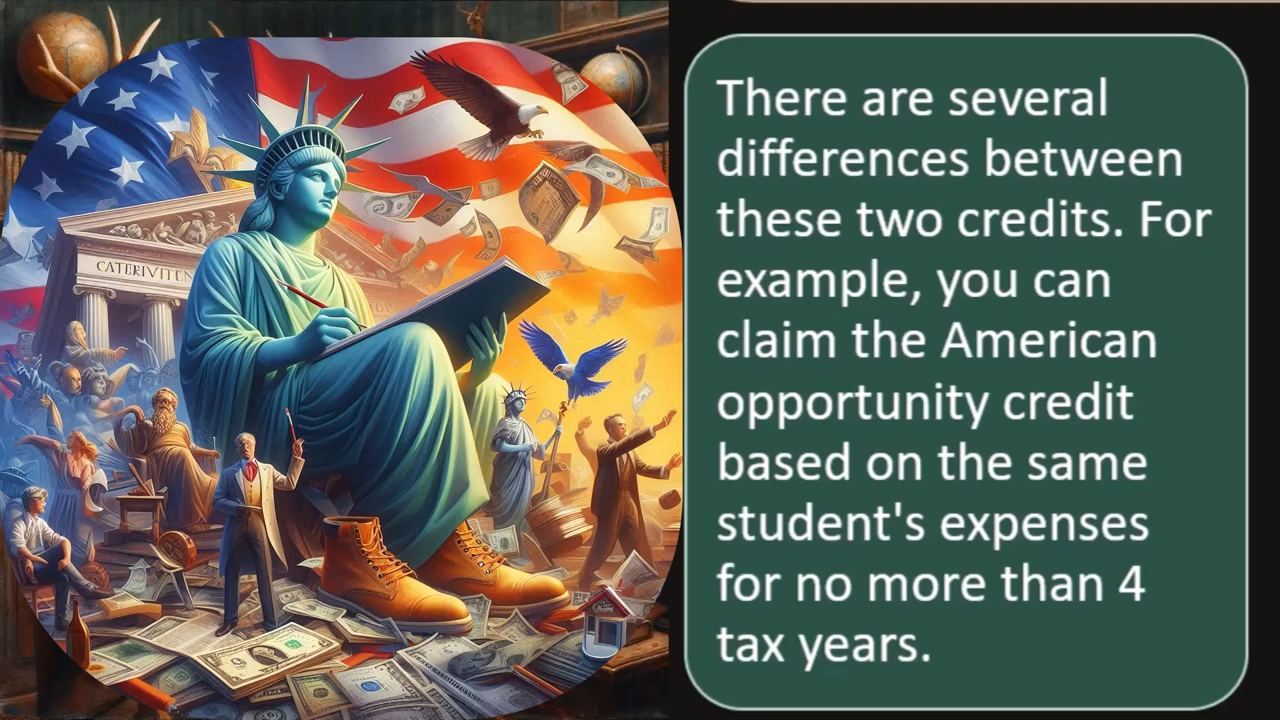 CATERIVITEN
There are several
differences between
these two credits. For
example, you can
claim the American
opportunity credit
based on the same
student's expenses
for no more than 4
tax years.